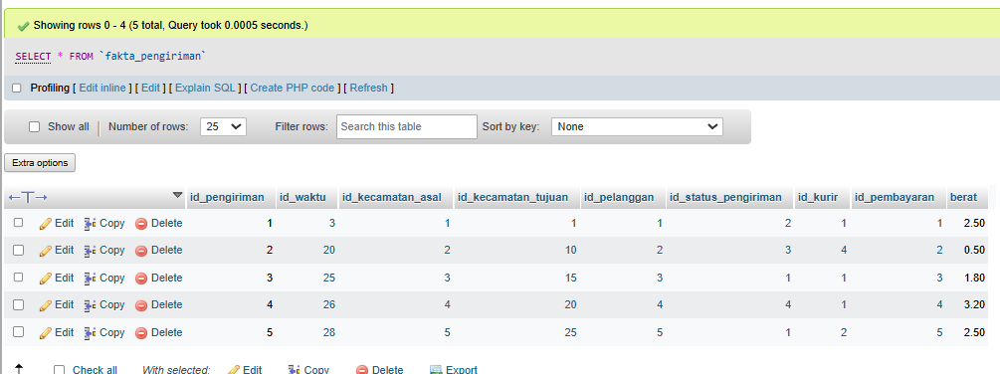 Showing rows 0 - 4 (5 total, Query took 0.0005 seconds.)
SELECT * FROM `fakta_pengiriman`
Profiling [ Edit inline ] [ Edit ] [ Explain SQL ] [ Create PHP code ] [ Refresh ]
Show all | Number of rows: 25 Filter rows: Search this table Sort by key: None
Extra options
←T→ id_pengiriman id_waktu id_kecamatan_asal id_kecamatan_tujuan id_pelanggan id_status_pengiriman id_kurir id_pembayaran berat
Edit Copy Delete 1 3 1 1 1 2 1 1 2.50
Edit Copy Delete 2 20 2 10 2 3 4 2 0.50
Edit Copy Delete 3 25 3 15 3 1 1 3 1.80
Edit Copy Delete 4 26 4 20 4 4 1 4 3.20
Edit Copy Delete 5 28 5 25 5 1 2 5 2.50
Check all With selected: Edit Copy Delete Export